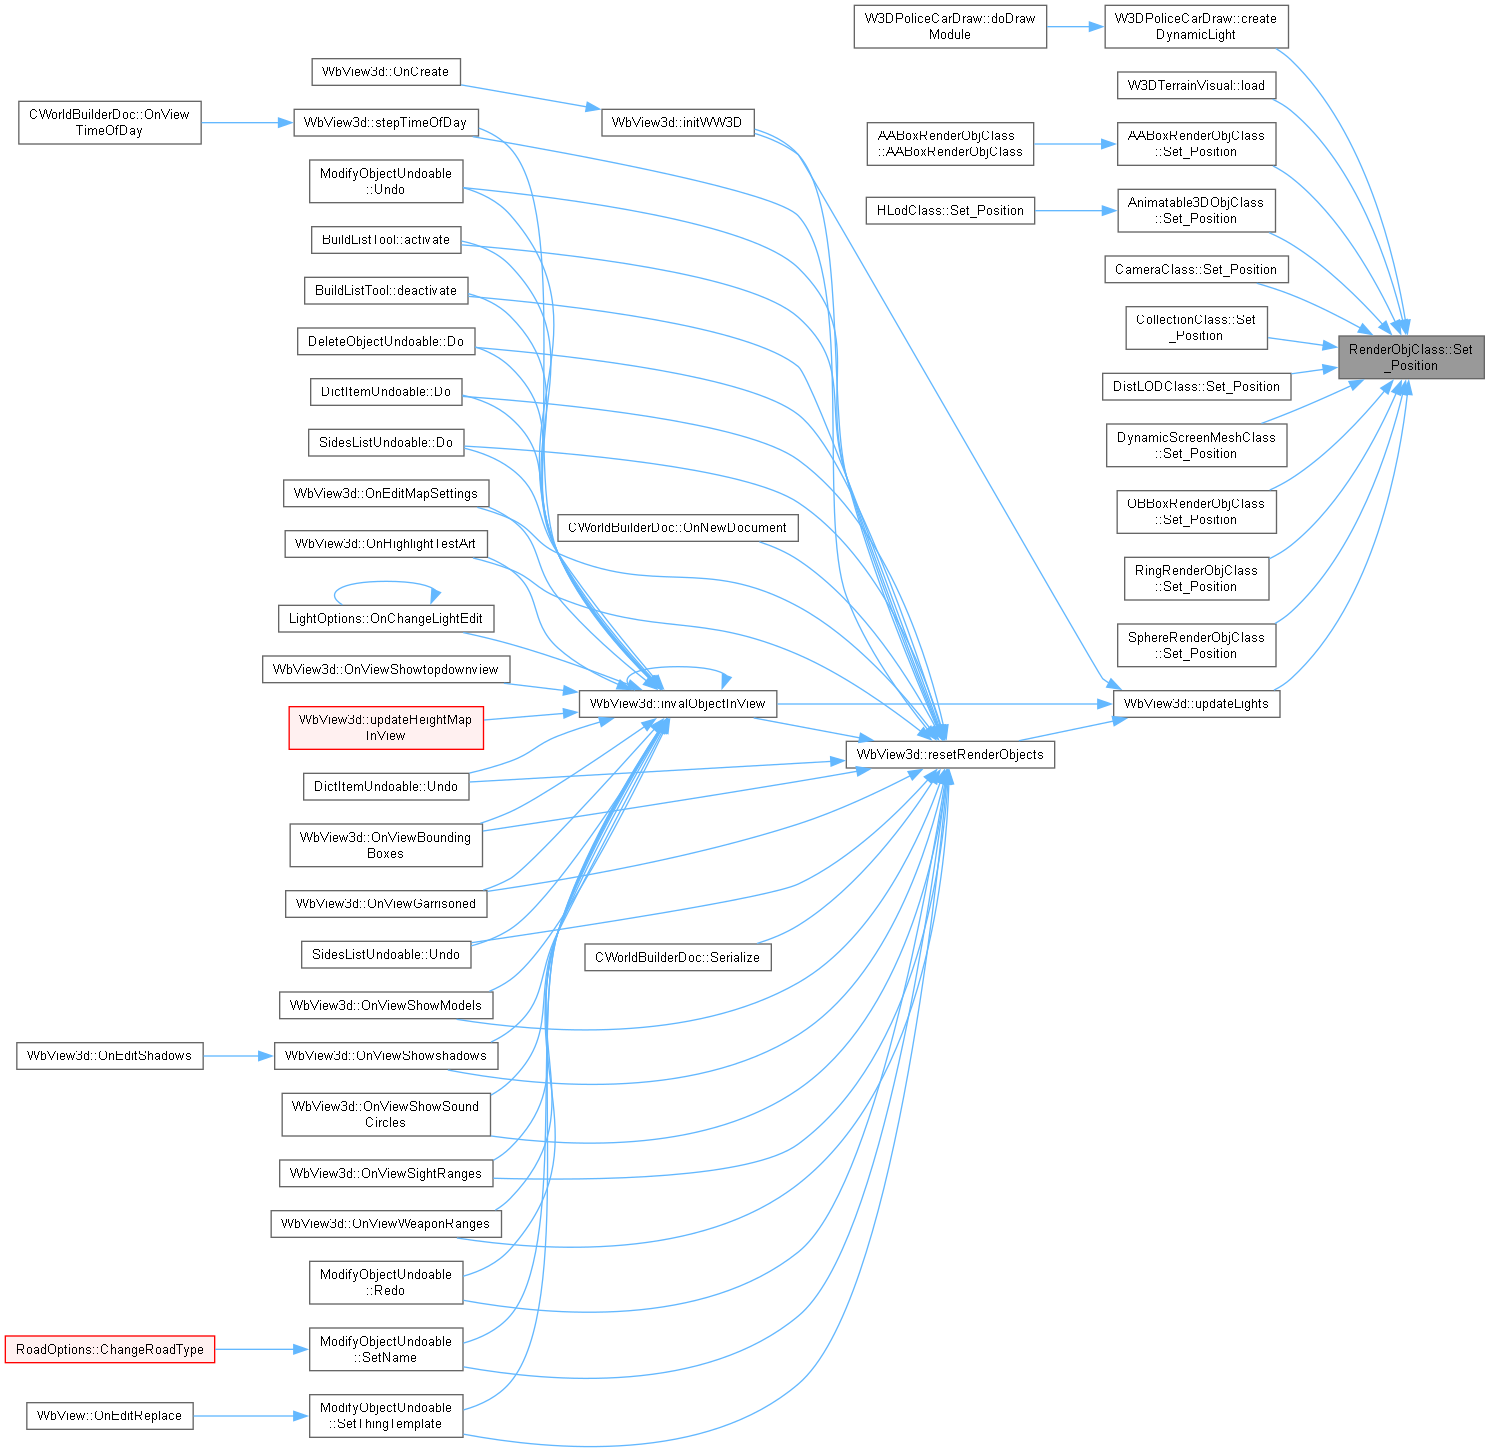 W3DPoliceCarDraw::doDraw
Module
W3DPoliceCarDraw::create
DynamicLight
WbView3d::OnCreate
W3DTerrainVisual::load
CWorldBuilderDoc::OnView
TimeOfDay
WbView3d::stepTimeOfDay
WbView3d::initWW3D
AABoxRenderObjClass
::AABoxRenderObjClass
AABoxRenderObjClass
::Set_Position
ModifyObjectUndoable
::Undo
HLodClass::Set_Position
Animatable3DObjClass
::Set_Position
BuildListTool::activate
CameraClass::Set_Position
BuildListTool::deactivate
CollectionClass::Set
_Position
DeleteObjectUndoable::Do
RenderObjClass::Set
_Position
DictItemUndoable::Do
DistLODClass::Set_Position
SidesListUndoable::Do
DynamicScreenMeshClass
::Set_Position
WbView3d::OnEditMapSettings
CWorldBuilderDoc::OnNewDocument
OBBoxRenderObjClass
::Set_Position
WbView3d::OnHighlightTestArt
RingRenderObjClass
::Set_Position
LightOptions::OnChangeLightEdit
SphereRenderObjClass
::Set_Position
WbView3d::OnViewShowtopdownview
WbView3d::invalObjectInView
WbView3d::updateLights
WbView3d::updateHeightMap
InView
WbView3d::resetRenderObjects
DictItemUndoable::Undo
WbView3d::OnViewBounding
Boxes
WbView3d::OnViewGarrisoned
SidesListUndoable::Undo
CWorldBuilderDoc::Serialize
WbView3d::OnViewShowModels
WbView3d::OnEditShadows
WbView3d::OnViewShowshadows
WbView3d::OnViewShowSound
Circles
WbView3d::OnViewSightRanges
WbView3d::OnViewWeaponRanges
ModifyObjectUndoable
::Redo
RoadOptions::ChangeRoadType
ModifyObjectUndoable
::SetName
WbView::OnEditReplace
ModifyObjectUndoable
::SetThingTemplate